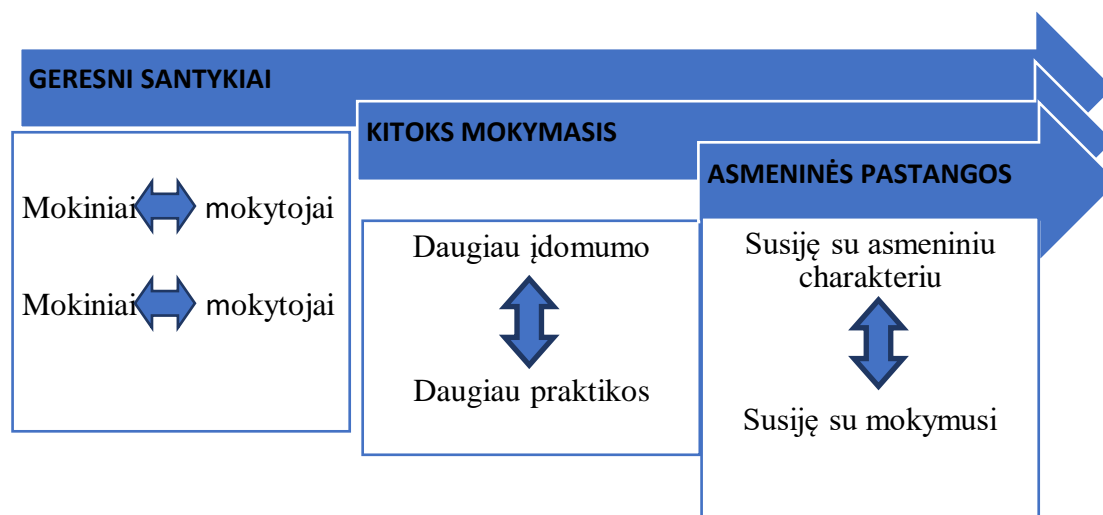 GERESNI SANTYKIAI
Mokiniai mokytojai
Mokiniai mokytojai
KITOKS MOKYMASIS
Daugiau įdomumo
Daugiau praktikos
ASMENINĖS PASTANGOS
Susiję su asmeniniu
charakteriu
Susiję su mokymusi